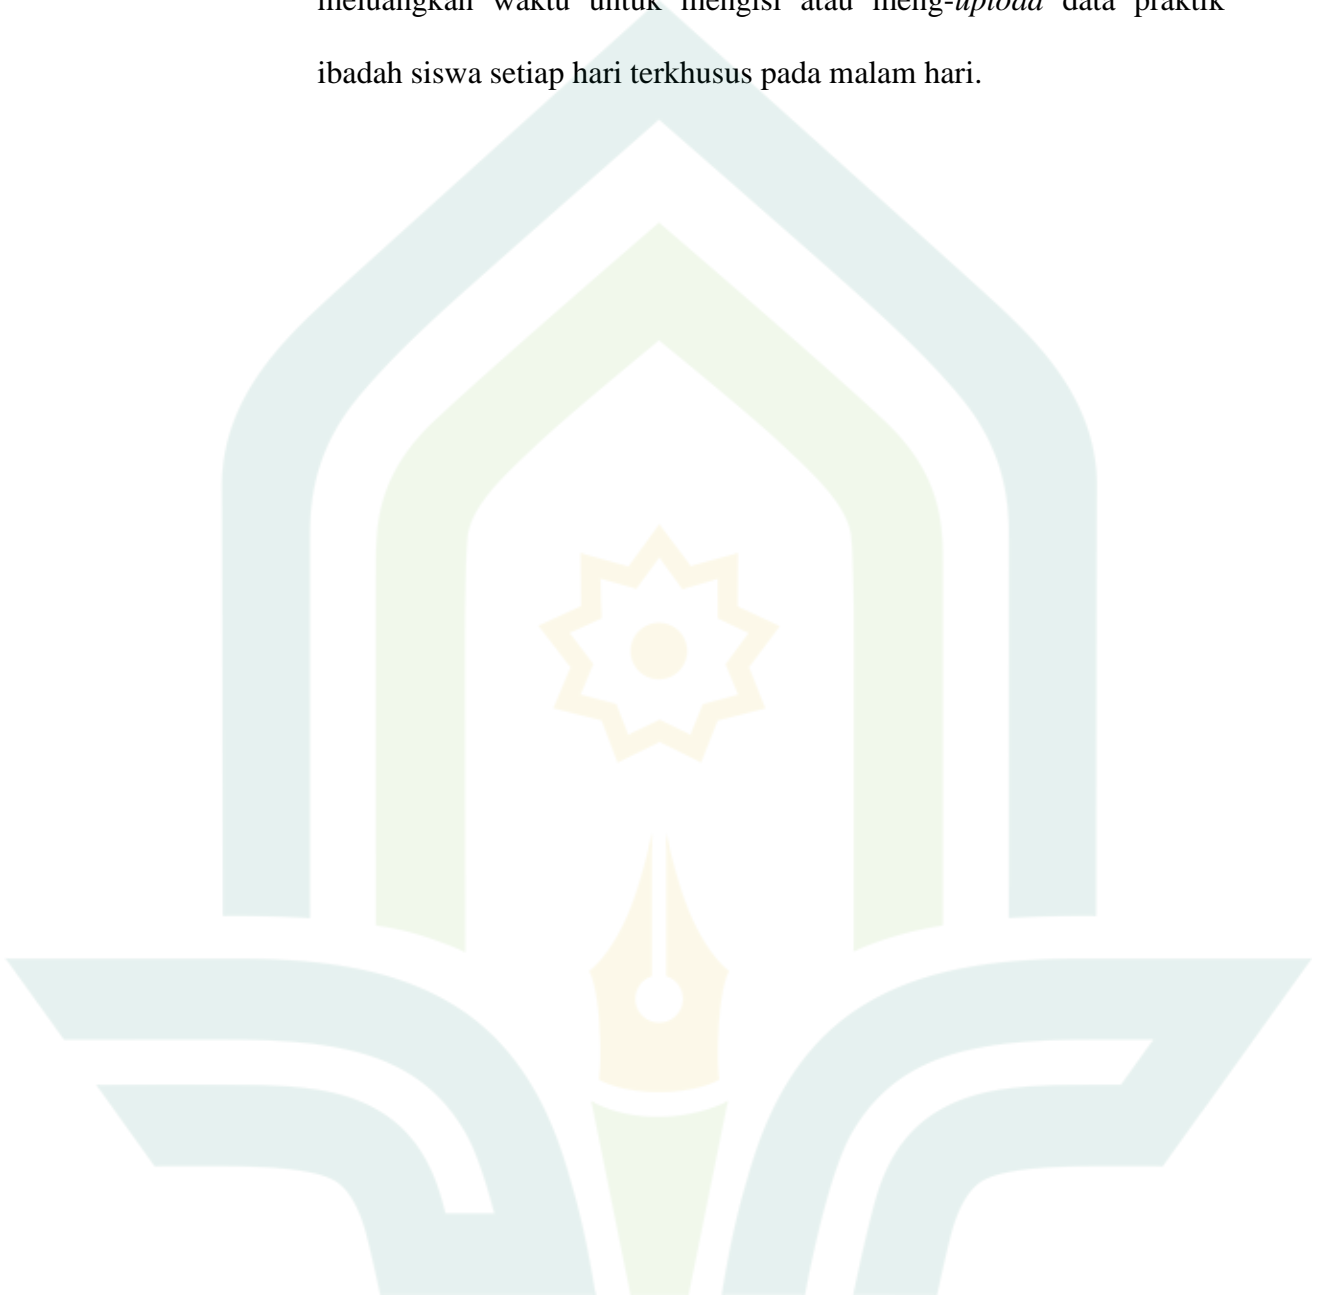 meluangkan waktu untuk mengisi atau meng-upload data praktik
ibadah siswa setiap hari terkhusus pada malam hari.